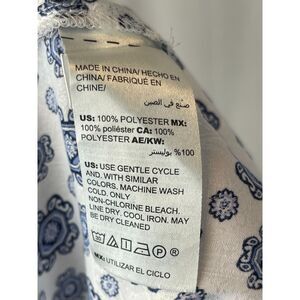 MADE IN CHINA/ HECHO EN
CHINA/ FABRIQUÉ EN
CHINE/
صنع في الصين
US: 100% POLYESTER MX:
100% poliéster CA: 100%
POLYESTER AE/KW:
100% بوليستر
US: USE GENTLE CYCLE
AND. WITH SIMILAR
COLORS. MACHINE WASH
COLD. ONLY
NON-CHLORINE BLEACH.
LINE DRY. COOL IRON. MAY
BE DRY CLEANED
MX: UTILIZAR EL CICLO